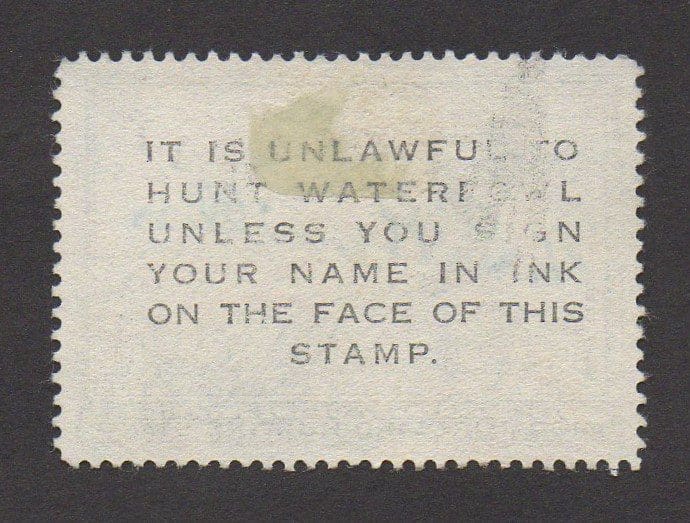 IT IS UNLAWFUL TO
HUNT WATERFOWL
UNLESS YOU SIGN
YOUR NAME IN INK
ON THE FACE OF THIS
STAMP.